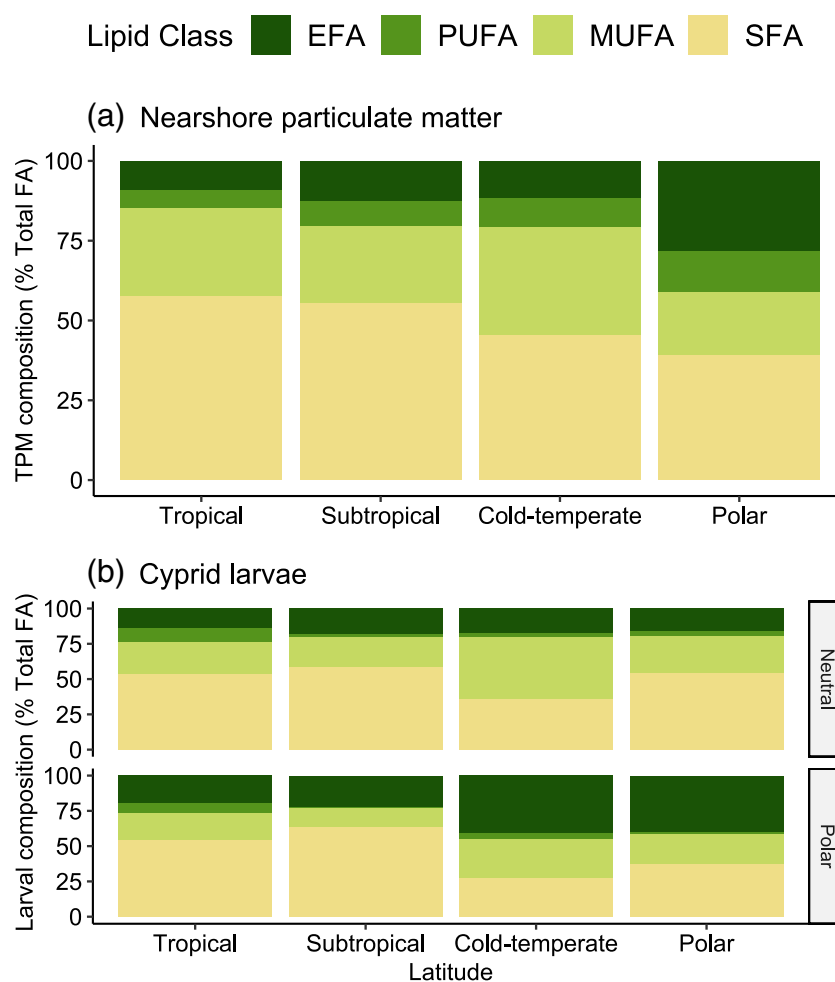 Lipid Class EFA PUFA MUFA SFA
(a) Nearshore particulate matter
TPM composition (% Total FA)
100
75
50
25
0
Tropical Subtropical Cold-temperate Polar
(b) Cyprid larvae
Larval composition (% Total FA)
100
75
50
25
0
Neutral
100
75
50
25
0
Polar
Tropical Subtropical Cold-temperate Polar
Latitude